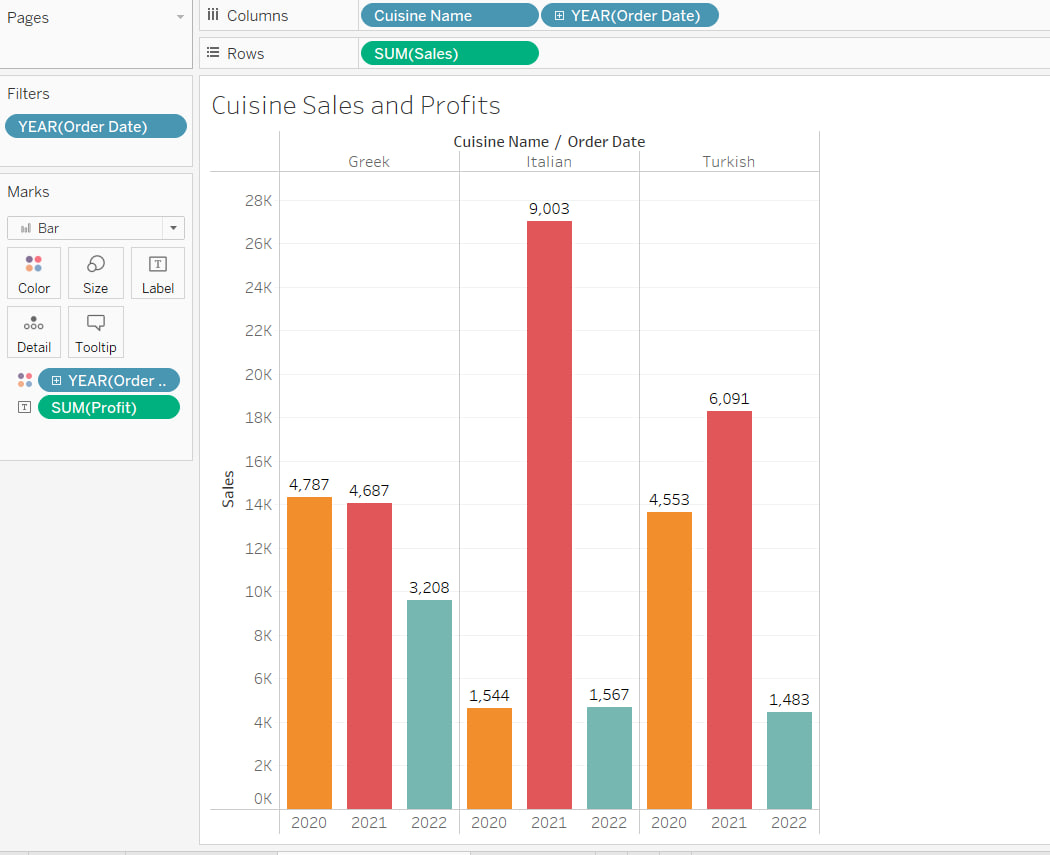 Pages
Columns
Cuisine Name
YEAR(Order Date)
Rows
SUM(Sales)
Filters
YEAR(Order Date)
Marks
Bar
Color
Size
Label
Detail
Tooltip
YEAR(Order ..
SUM(Profit)
Cuisine Sales and Profits
Cuisine Name / Order Date
Greek Italian Turkish
Sales
28K
26K
24K
22K
20K
18K
16K
14K
12K
10K
8K
6K
4K
2K
0K
4,787 4,687 3,208
1,544 9,003 1,567
4,553 6,091 1,483
2020 2021 2022 2020 2021 2022 2020 2021 2022